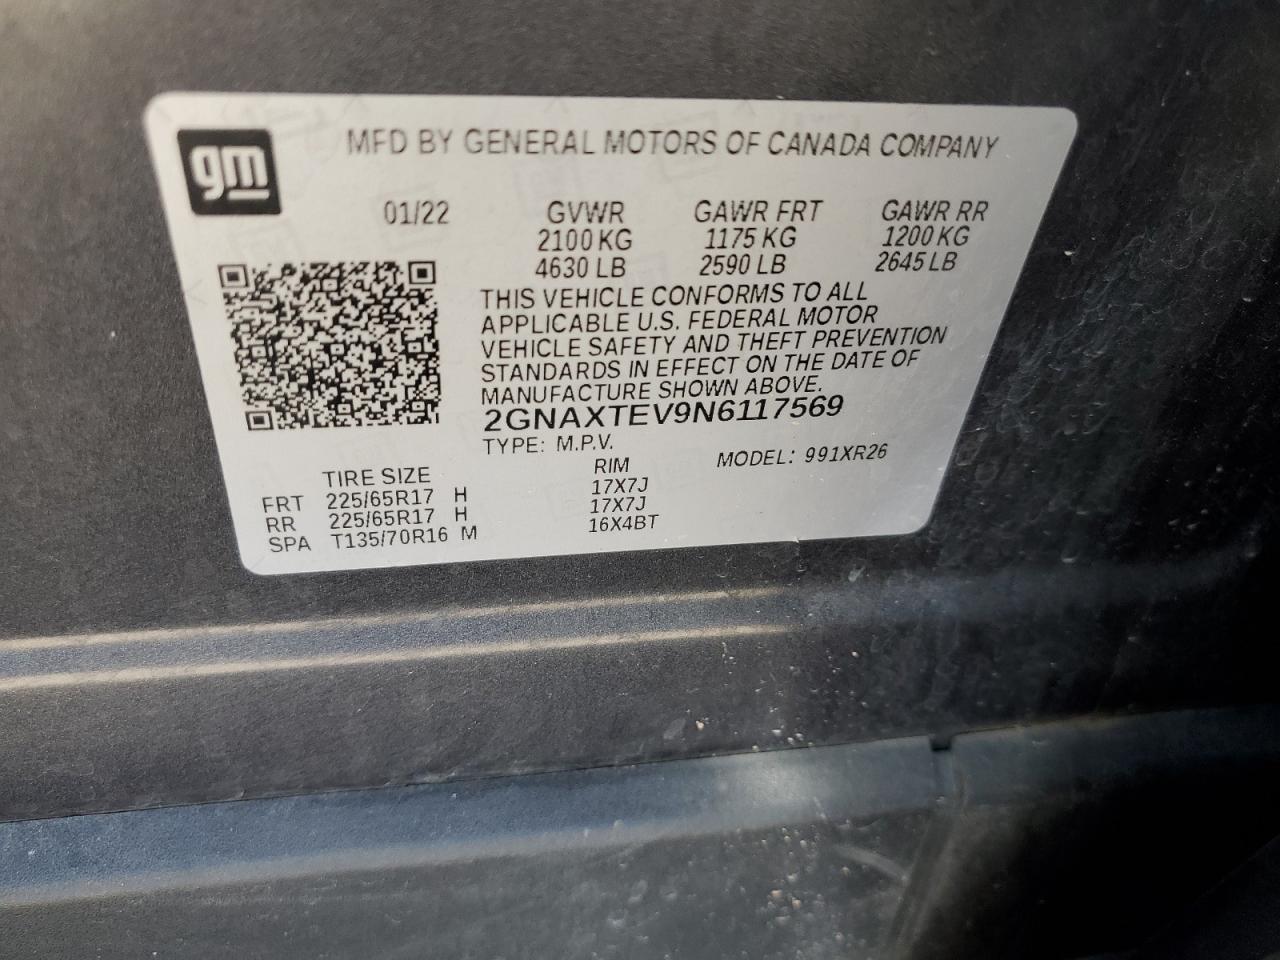 gm
MFD BY GENERAL MOTORS OF CANADA COMPANY
01/22 GVWR GAWR FRT GAWR RR
2100 KG 1175 KG 1200 KG
4630 LB 2590 LB 2645 LB
THIS VEHICLE CONFORMS TO ALL
APPLICABLE U.S. FEDERAL MOTOR
VEHICLE SAFETY AND THEFT PREVENTION
STANDARDS IN EFFECT ON THE DATE OF
MANUFACTURE SHOWN ABOVE.
2GNAXTEV9N6117569
TYPE: M.P.V. MODEL: 991XR26
TIRE SIZE RIM
FRT 225/65R17 H 17X7J
RR 225/65R17 H 17X7J
SPA T135/70R16 M 16X4BT